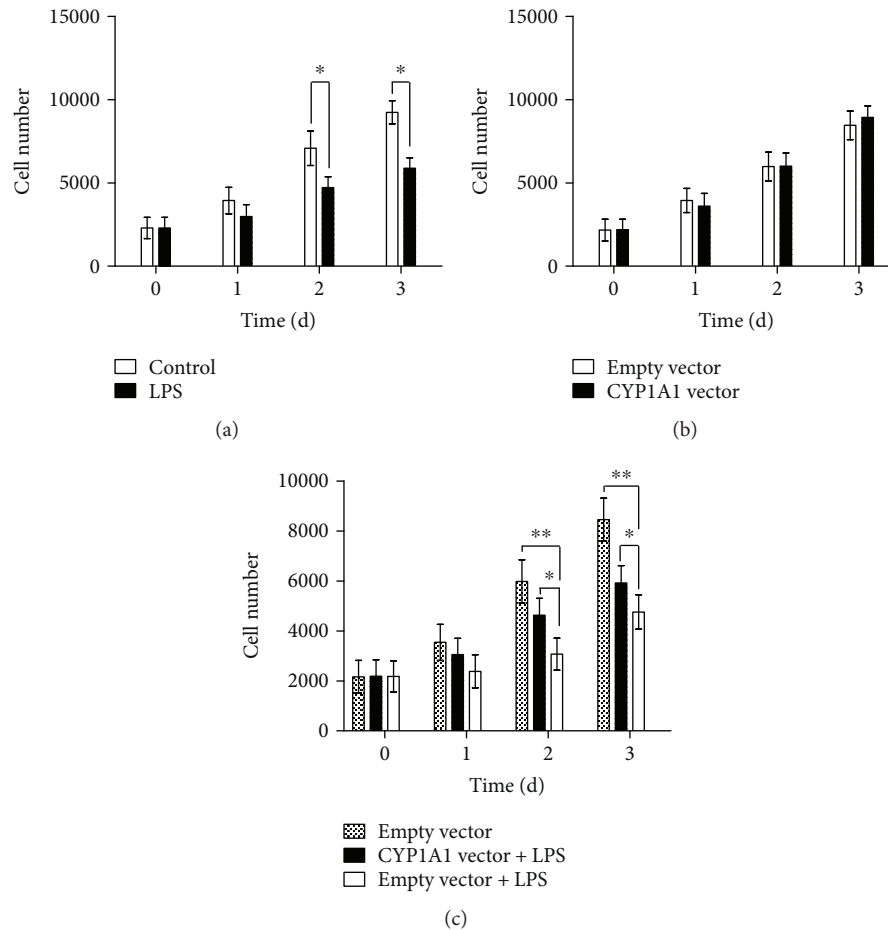 15000
10000
5000
0
Cell number
*
*
0 1 2 3
Time (d)
Control
LPS
(a)
15000
10000
5000
0
Cell number
0 1 2 3
Time (d)
Empty vector
CYP1A1 vector
(b)
10000
8000
6000
4000
2000
0
Cell number
**
**
*
*
0 1 2 3
Time (d)
Empty vector
CYP1A1 vector + LPS
Empty vector + LPS
(c)